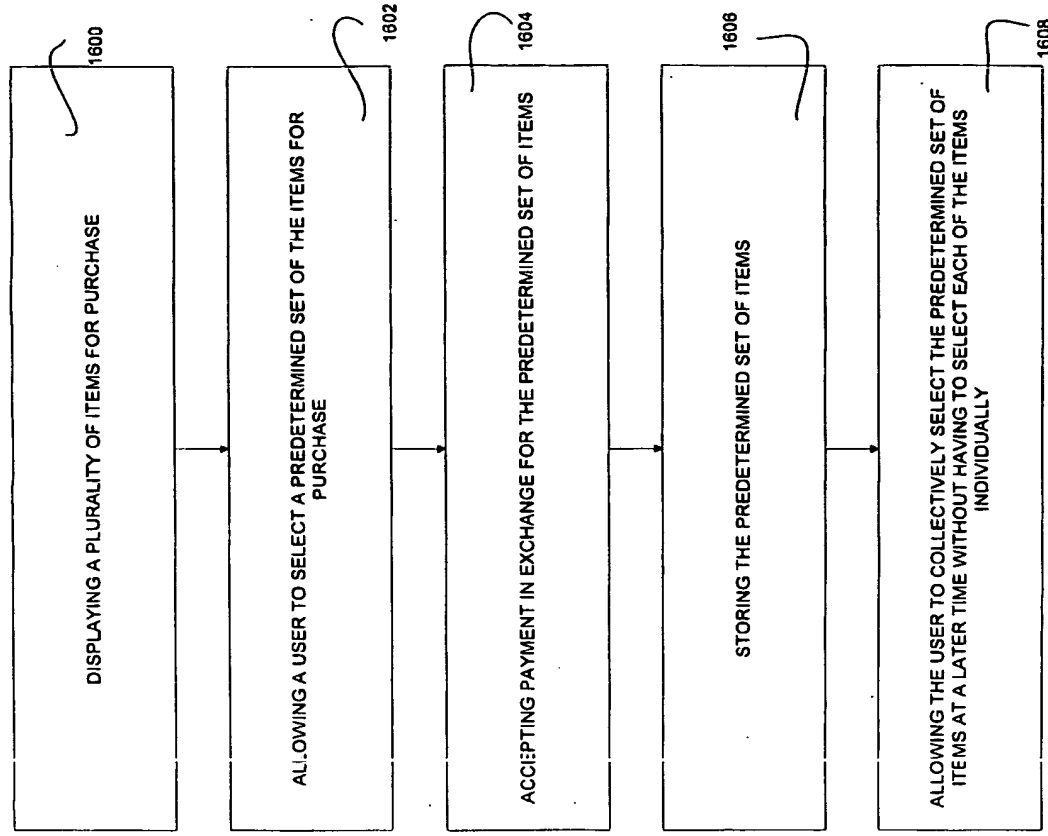 DISPLAYING A PLURALITY OF ITEMS FOR PURCHASE
1600
ALLOWING A USER TO SELECT A PREDETERMINED SET OF THE ITEMS FOR
PURCHASE
1602
ACCEPTING PAYMENT IN EXCHANGE FOR THE PREDETERMINED SET OF ITEMS
1604
STORING THE PREDETERMINED SET OF ITEMS
1606
ALLOWING THE USER TO COLLECTIVELY SELECT THE PREDETERMINED SET OF
ITEMS AT A LATER TIME WITHOUT HAVING TO SELECT EACH OF THE ITEMS
INDIVIDUALLY
1608